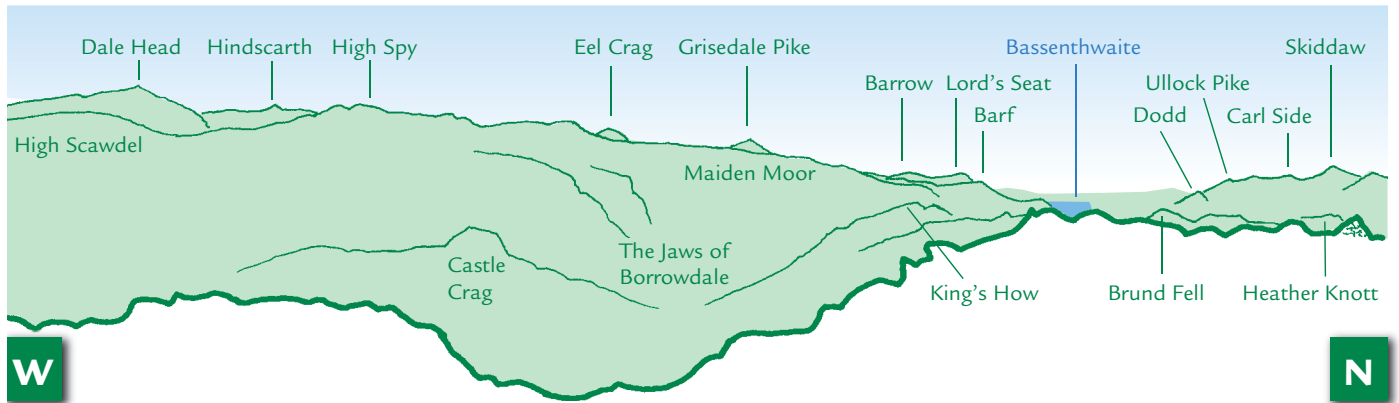 Dale Head
Hindscarth
High Spy
Eel Crag
Grisedale Pike
Bassenthwaite
Skiddaw
Barrow
Lord's Seat
Ullock Pike
Barf
Dodd
Carl Side
High Scawdel
Maiden Moor
The Jaws of
Borrowdale
Castle
Crag
King's How
Brund Fell
Heather Knott
W
N